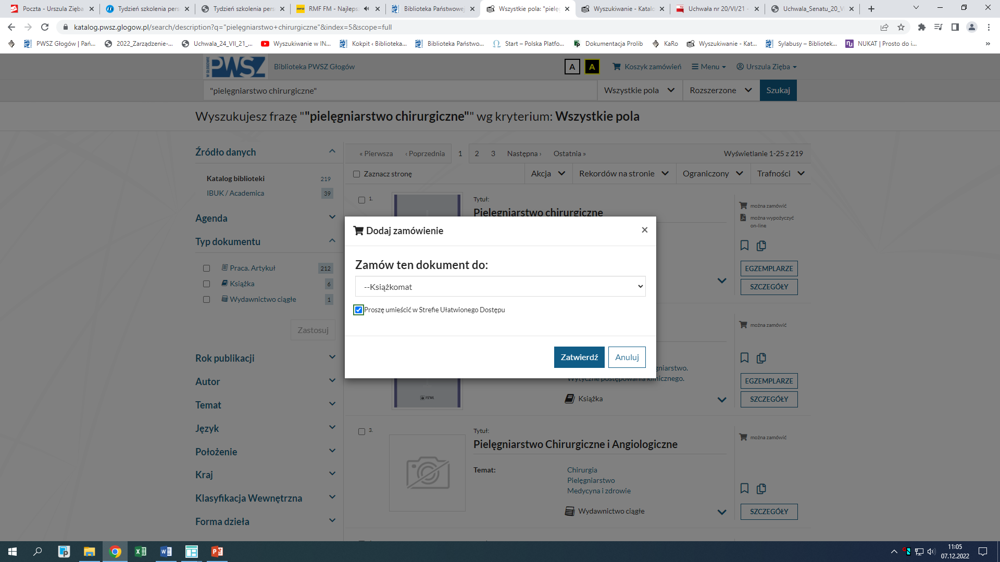 Poczta - Urszula Zięba
Tydzień szkolenia pers
Tydzień szkolenia pers
RMF FM - Najleps
Biblioteka Państwowej
Wszystkie pola: "pielęg
Wyszukiwanie - Katalo
Uchwała nr 20/VI/21 -
Uchwala_Senatu_20_VI
katalog.pwsz.glogow.pl/search/description?q="pielęgniarstwo+chirurgiczne"&index=5&scope=full
PWSZ Głogów | Pań...
2022_Zarządzenie-...
Uchwala_24_VII_21_...
Wyszukiwanie w IN...
Kokpit ‹ Biblioteka...
Biblioteka Państwo...
Start – Polska Platfo...
Dokumentacja Prolib
KaRo
Wyszukiwanie - Kat...
Sylabusy – Bibliotek...
NUKAT | Prosto do i...
»
W GŁOGOWIE PWSZ
Biblioteka PWSZ Głogów
A
A
Koszyk zamówień
Menu
Urszula Zięba
"pielęgniarstwo chirurgiczne"
Wszystkie pola
Rozszerzone
Szukaj
Wyszukujesz frazę ""pielęgniarstwo chirurgiczne"" wg kryterium: Wszystkie pola
Źródło danych
Katalog biblioteki 219
IBUK / Academica 39
Agenda
Typ dokumentu
Praca. Artykuł 212
Książka 6
Wydawnictwo ciągłe 1
Zastosuj
Rok publikacji
Autor
Temat
Język
Położenie
Kraj
Klasyfikacja Wewnętrzna
Forma dzieła
« Pierwsza ‹ Poprzednia 1 2 3 Następna › Ostatnia »
Wyświetlanie 1-25 z 219
Zaznacz stronę
Akcja
Rekordów na stronie
Ograniczony
Trafności
1.
Tytuł:
Pielęgniarstwo chirurgiczne
można zamówić
można wypożyczyć
on-line
EGZEMPLARZE
SZCZEGÓŁY
Dodaj zamówienie
×
Zamów ten dokument do:
--Książkomat
Proszę umieścić w Strefie Ułatwionego Dostępu
Zatwierdź
Anuluj
można zamówić
gniarstwo.
Wytyczne postępowania klinicznego.
PZWL
Książka
EGZEMPLARZE
SZCZEGÓŁY
3.
Tytuł:
Pielęgniarstwo Chirurgiczne i Angiologiczne
Temat:
Chirurgia
Pielęgniarstwo
Medycyna i zdrowie
Wydawnictwo ciągłe
można zamówić
SZCZEGÓŁY
11:05
07.12.2022